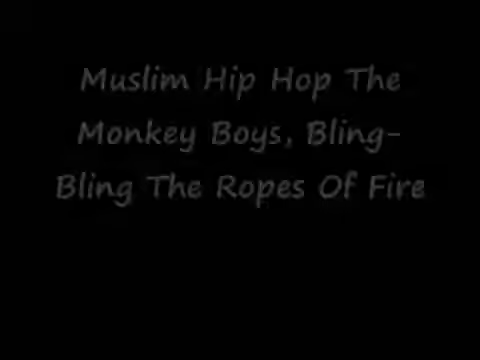 Muslim Hip Hop The
Monkey Boys, Bling-
Bling The Ropes Of Fire